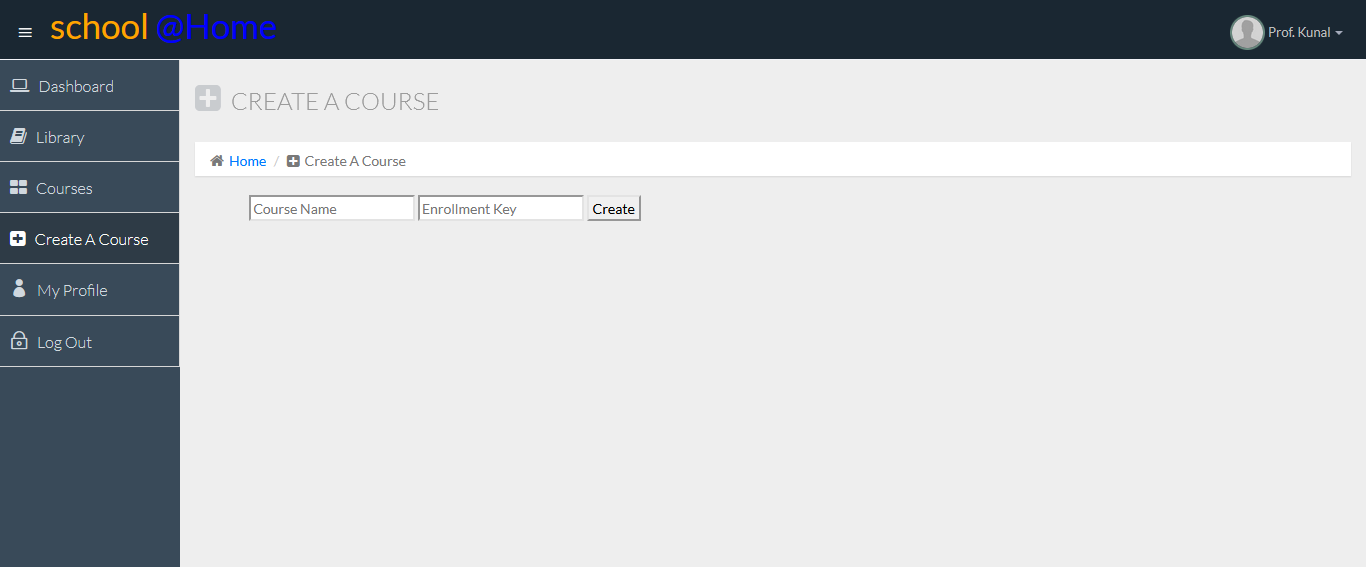 school @Home
Prof. Kunal
Dashboard
Library
Courses
Create A Course
My Profile
Log Out
CREATE A COURSE
Home / Create A Course
Course Name Enrollment Key Create